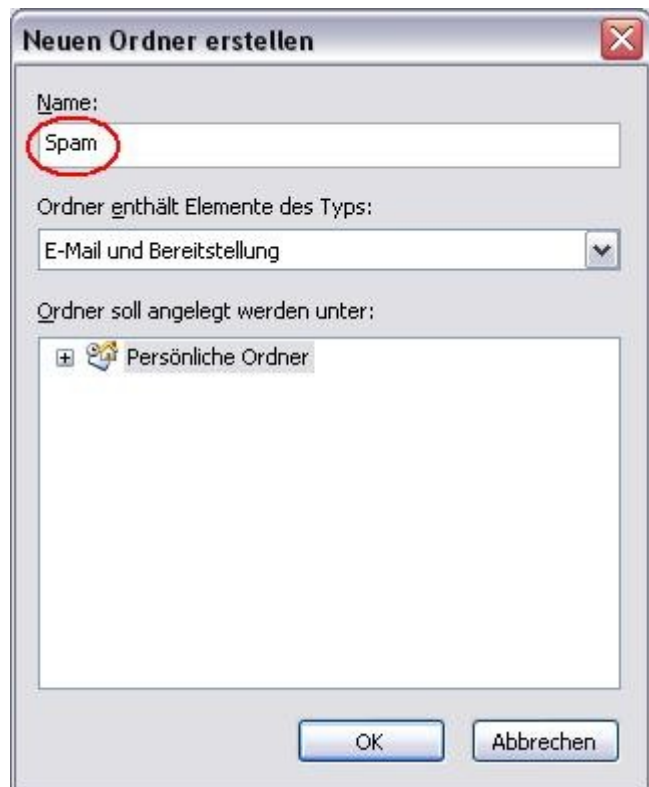 Neuen Ordner erstellen
Name:
Spam
Ordner enthält Elemente des Typs:
E-Mail und Bereitstellung
Ordner soll angelegt werden unter:
Persönliche Ordner
OK
Abbrechen